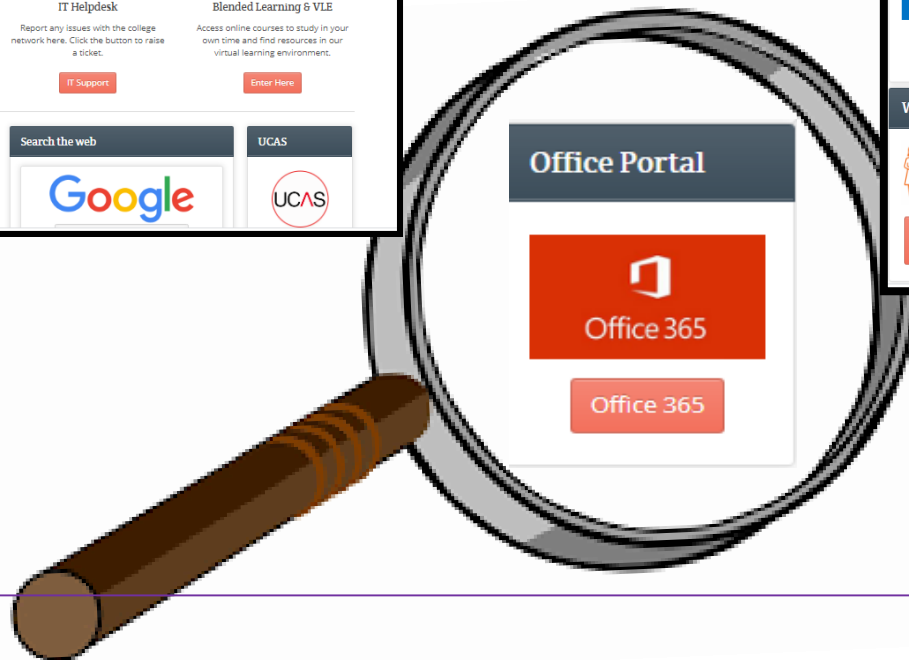 IT Helpdesk
Report any issues with the college
network here. Click the button to raise
a ticket.
IT Support
Blended Learning & VLE
Access online courses to study in your
own time and find resources in our
virtual learning environment.
Enter Here
Search the web
Google
UCAS
UCAS
Office Portal
Office 365
Office 365
W